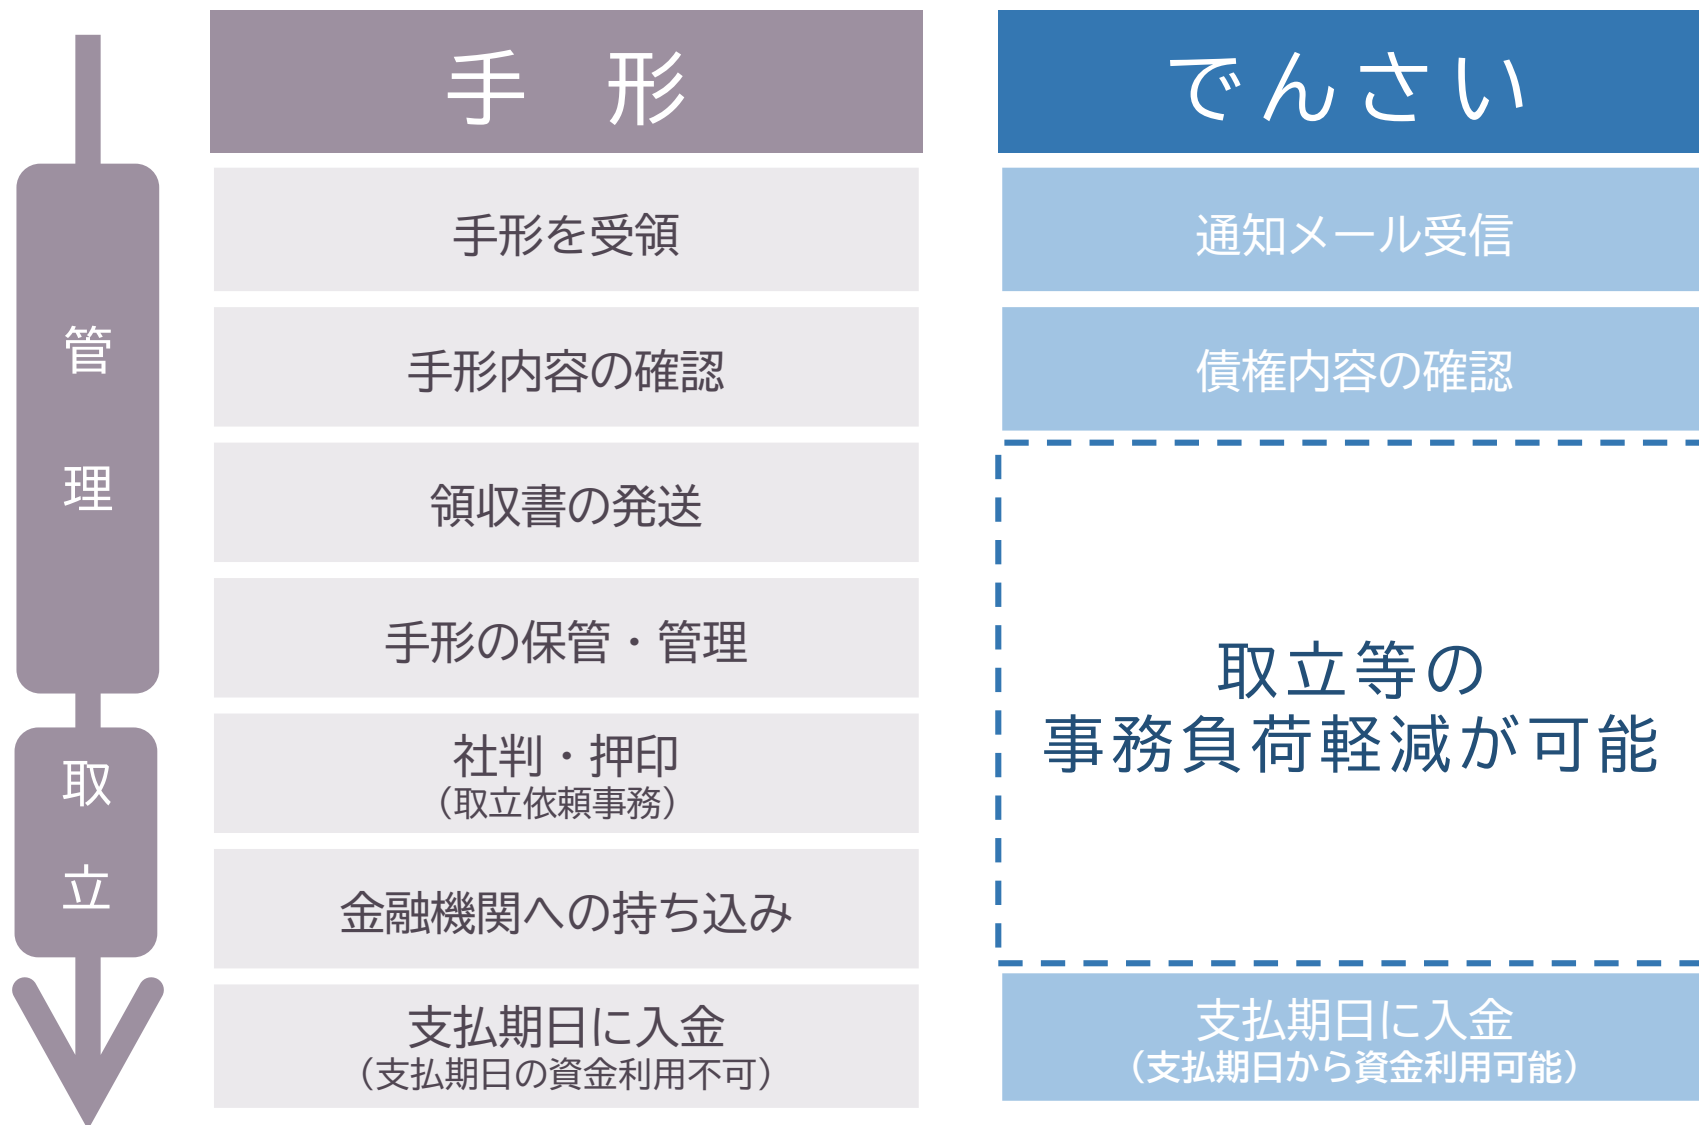 手　形
でんさい
管理
手形を受領
通知メール受信
手形内容の確認
債権内容の確認
領収書の発送
手形の保管・管理
取立等の
事務負荷軽減が可能
取立
社判・押印
（取立依頼事務）
金融機関への持ち込み
支払期日に入金
（支払期日の資金利用不可）
支払期日に入金
（支払期日から資金利用可能）